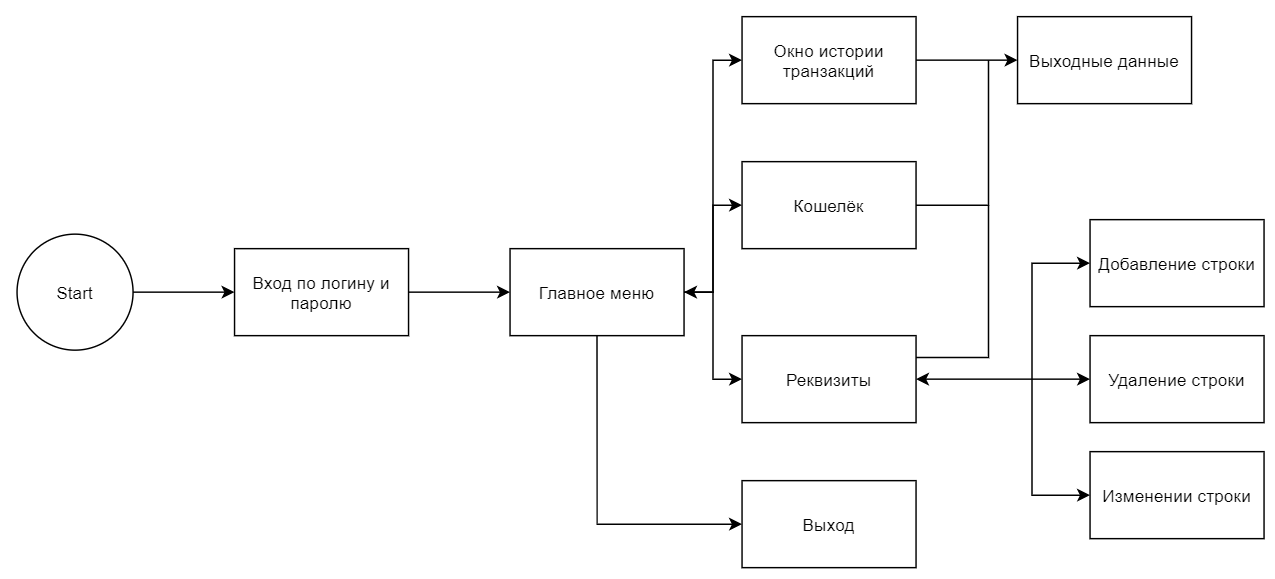 Start
Вход по логину и
паролю
Главное меню
Окно истории
транзакций
Выходные данные
Кошелёк
Реквизиты
Добавление строки
Удаление строки
Изменении строки
Выход